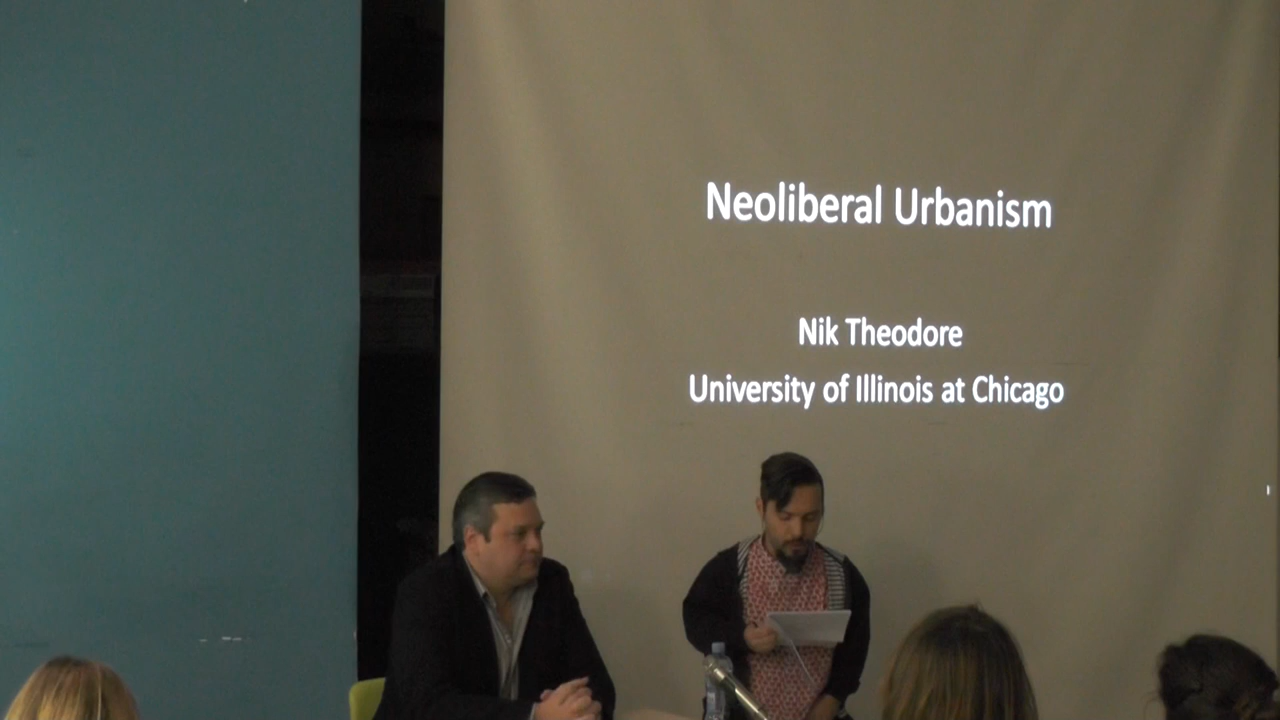 Neoliberal Urbanism
Nik Theodore
University of Illinois at Chicago